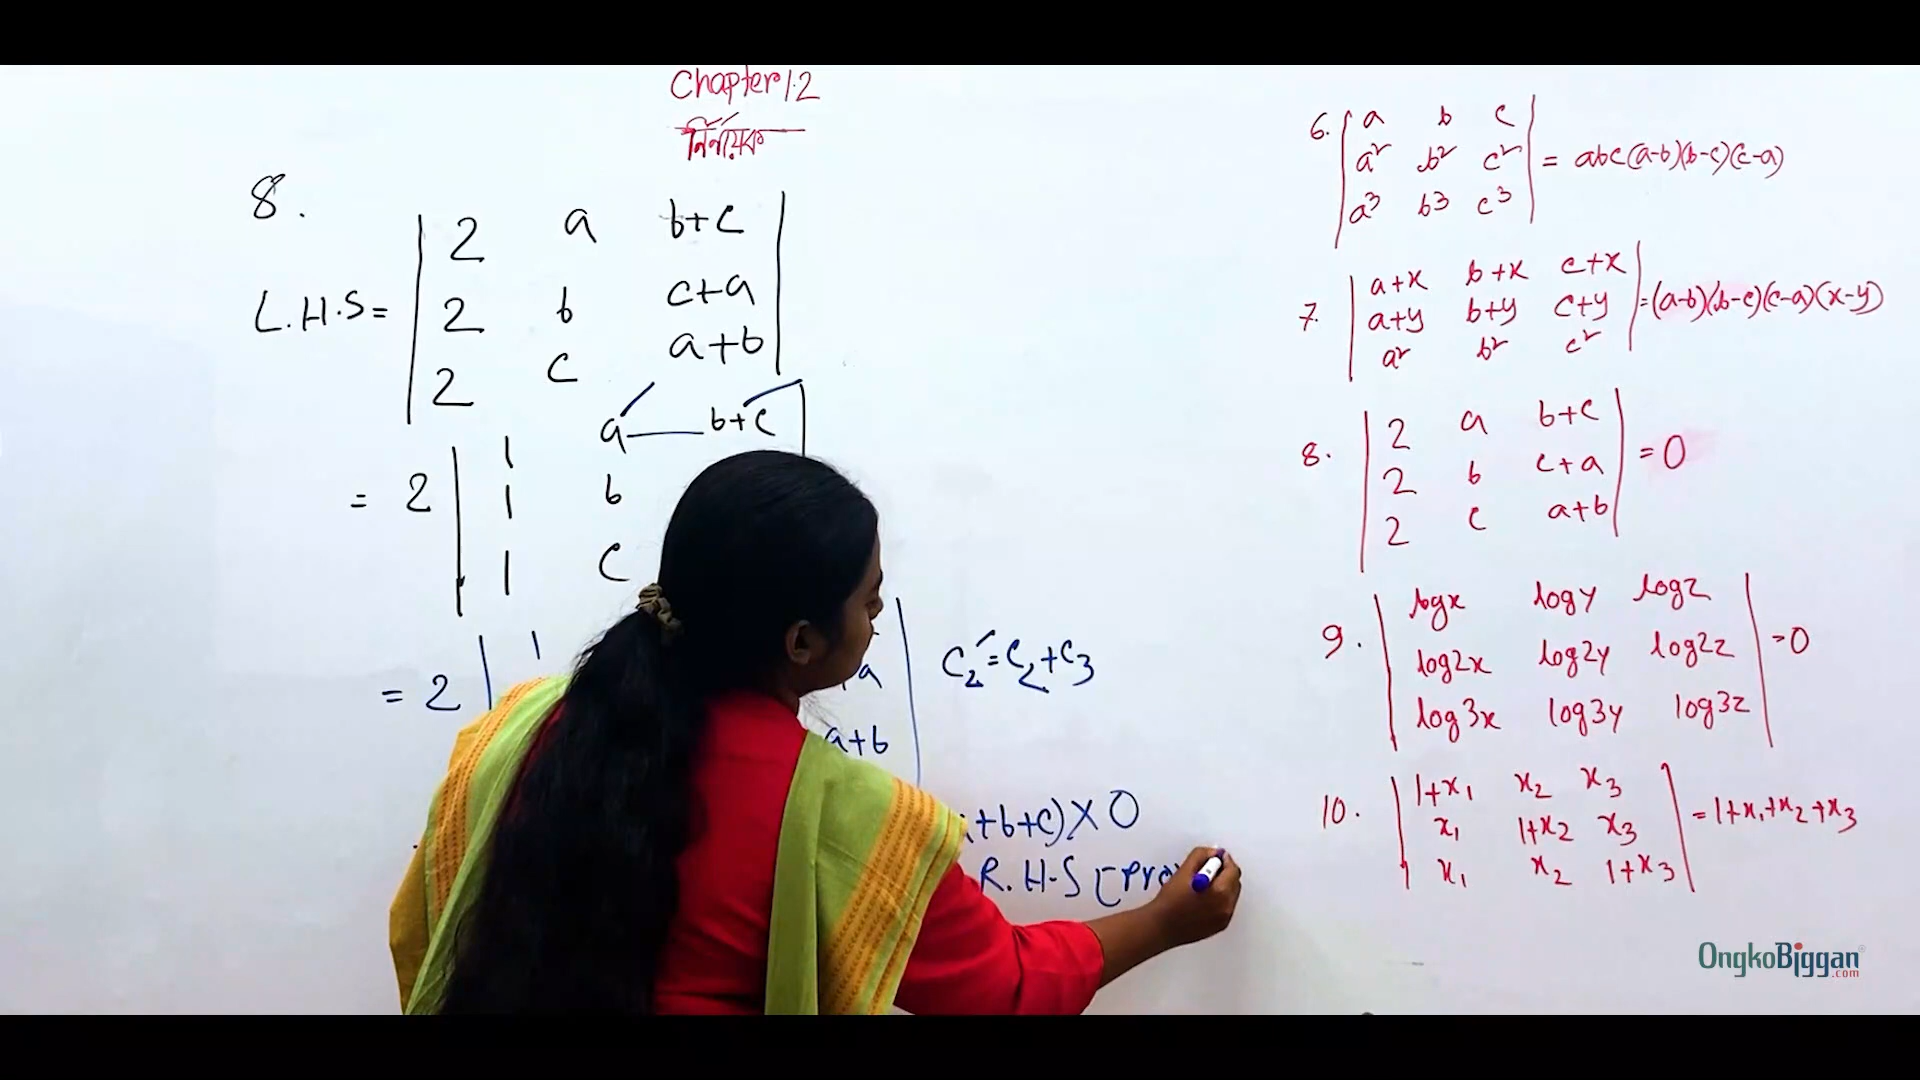 Chapter 1.2
নির্নায়ক
8.
L.H.S =
| 2 a b+c |
| 2 b c+a |
| 2 c a+b |
= 2
| 1 a b+c |
| 1 b
| 1 c
= 2
| 1
a |
a+b |
C₂′ = C₂ + C₃
+b+c) × 0
R.H.S [Pro
6.
| a b c |
| a² b² c² |
| a³ b³ c³ |
= abc(a-b)(b-c)(c-a)
7.
| a+x b+x c+x |
| a+y b+y c+y |
| a² b² c² |
= (a-b)(b-c)(c-a)(x-y)
8.
| 2 a b+c |
| 2 b c+a |
| 2 c a+b |
= 0
9.
| logx logy logz |
| log2x log2y log2z |
| log3x log3y log3z |
= 0
10.
| 1+x₁ x₂ x₃ |
| x₁ 1+x₂ x₃ |
| x₁ x₂ 1+x₃ |
= 1+x₁+x₂+x₃
OngkoBiggan
.com